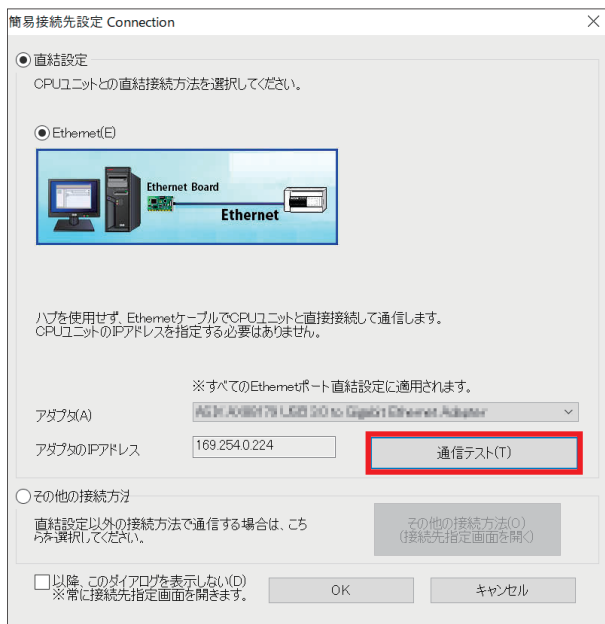 簡易接続先設定 Connection
直結設定
CPUユニットとの直接接続方法を選択してください。
Ethernet(E)
Ethernet Board
Ethernet
ハブを使用せず、EthernetケーブルでCPUユニットと直接接続して通信します。
CPUユニットのIPアドレスを指定する必要はありません。
※すべてのEthernetポート直結設定に適用されます。
アダプタ(A)
アダプタのIPアドレス
169.254.0.224
通信テスト(T)
その他の接続方法
直結設定以外の接続方法で通信する場合は、こち
らを選択してください。
その他の接続方法(O)
(接続先指定画面を開く)
以降、このダイアログを表示しない(D)
※常に接続先指定画面を開きます。
OK
キャンセル